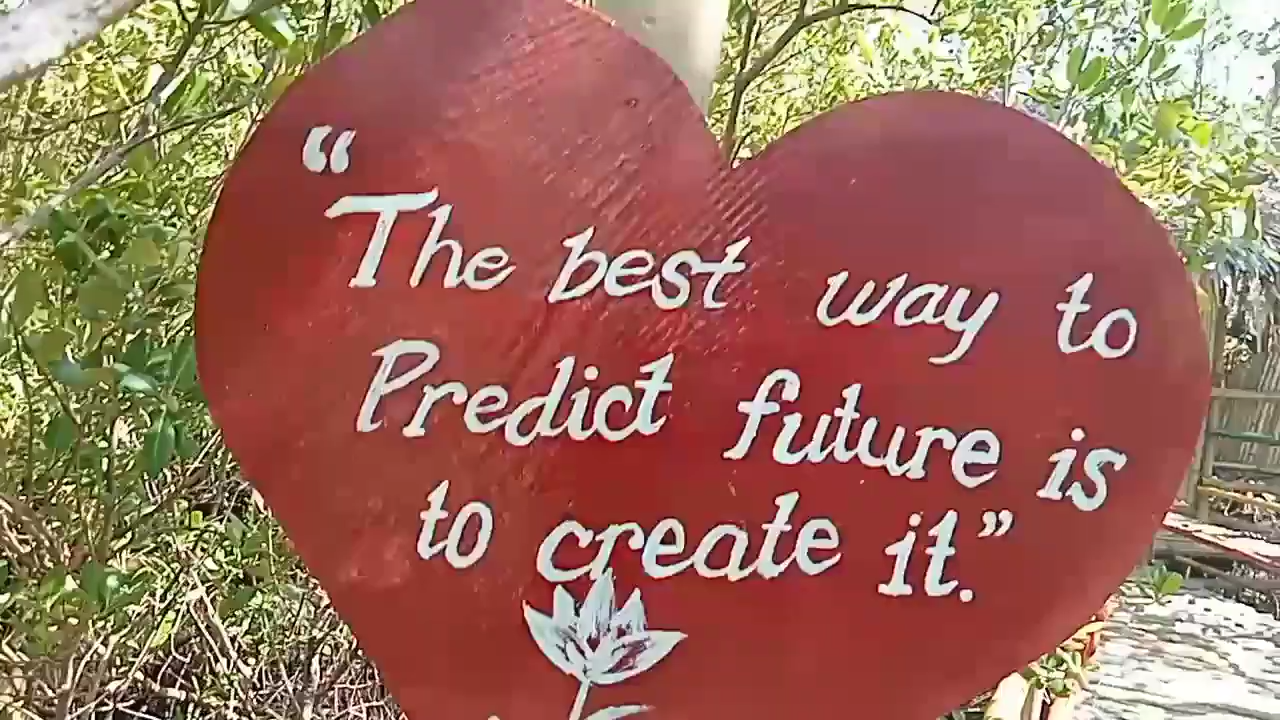 “The best way to
Predict future is
to create it.”